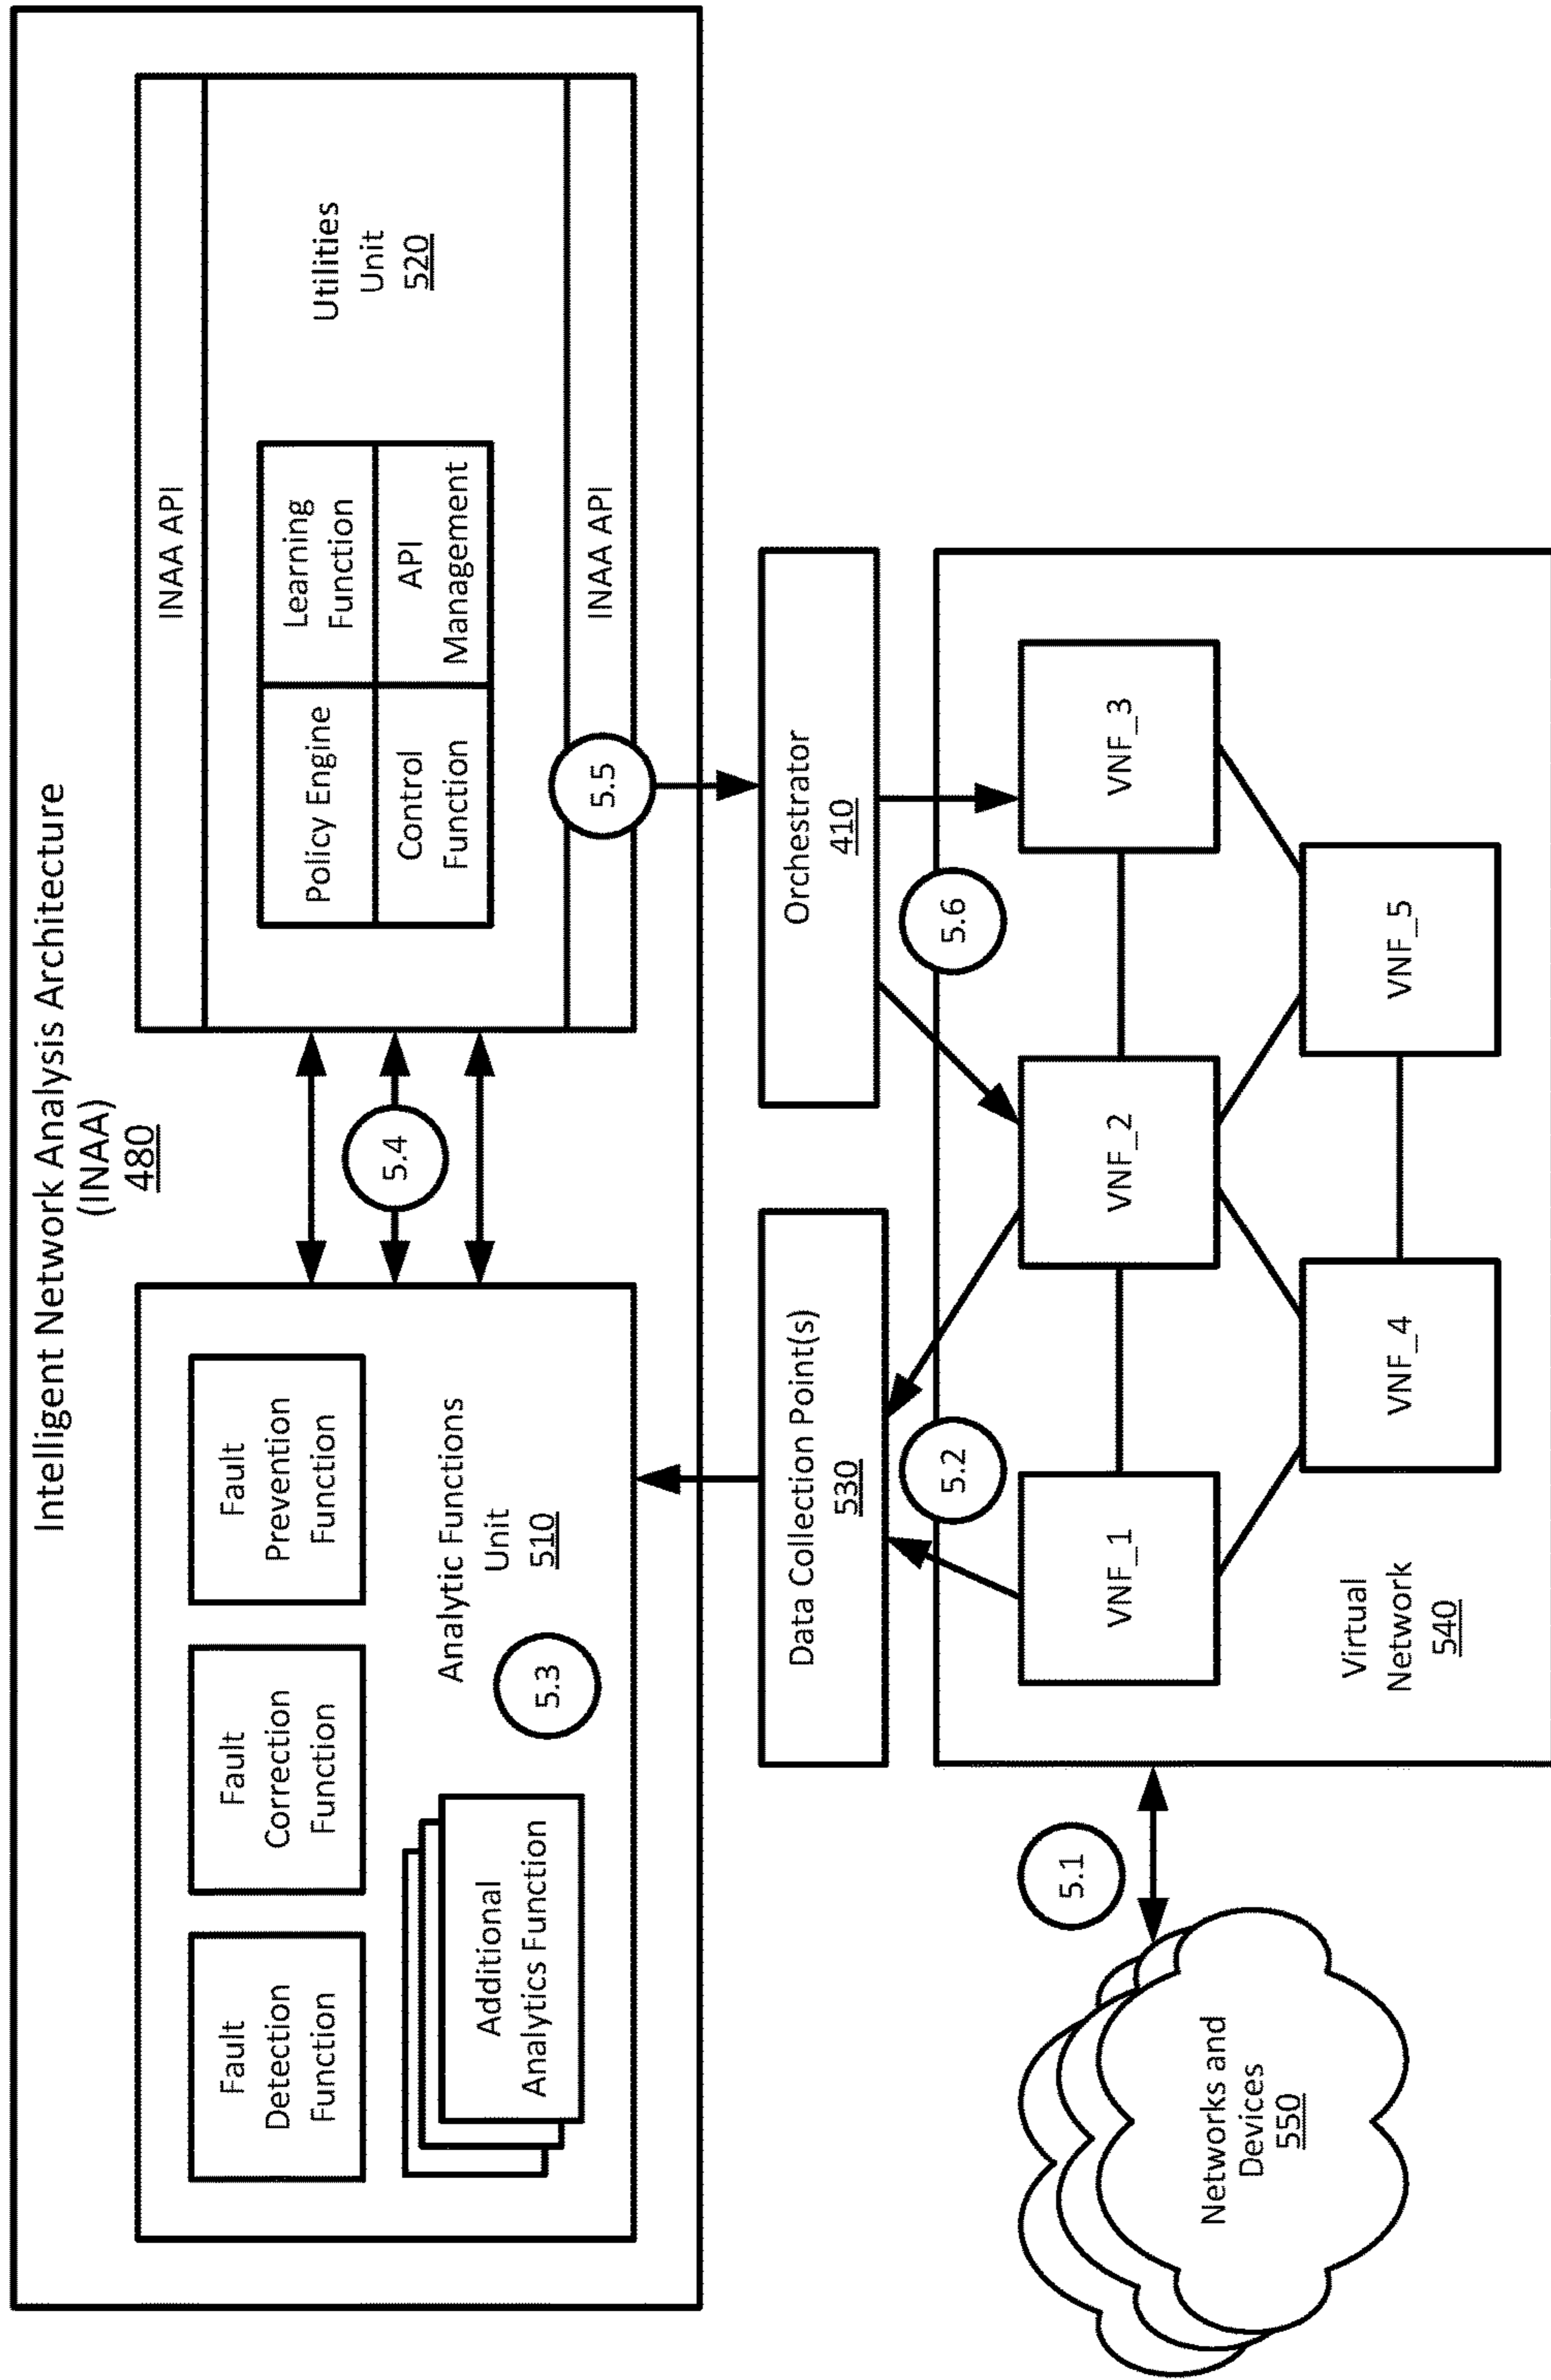 Intelligent Network Analysis Architecture
(INAA)
480
Fault
Detection
Function
Fault
Correction
Function
Fault
Prevention
Function
Additional
Analytics Function
5.3
Analytic Functions
Unit
510
5.4
INAA API
Policy Engine
Learning
Function
Control
Function
API
Management
Utilities
Unit
520
INAA API
5.5
Data Collection Point(s)
530
Orchestrator
410
5.2
5.6
5.1
Networks and
Devices
550
VNF_1
VNF_2
VNF_3
VNF_4
VNF_5
Virtual
Network
540